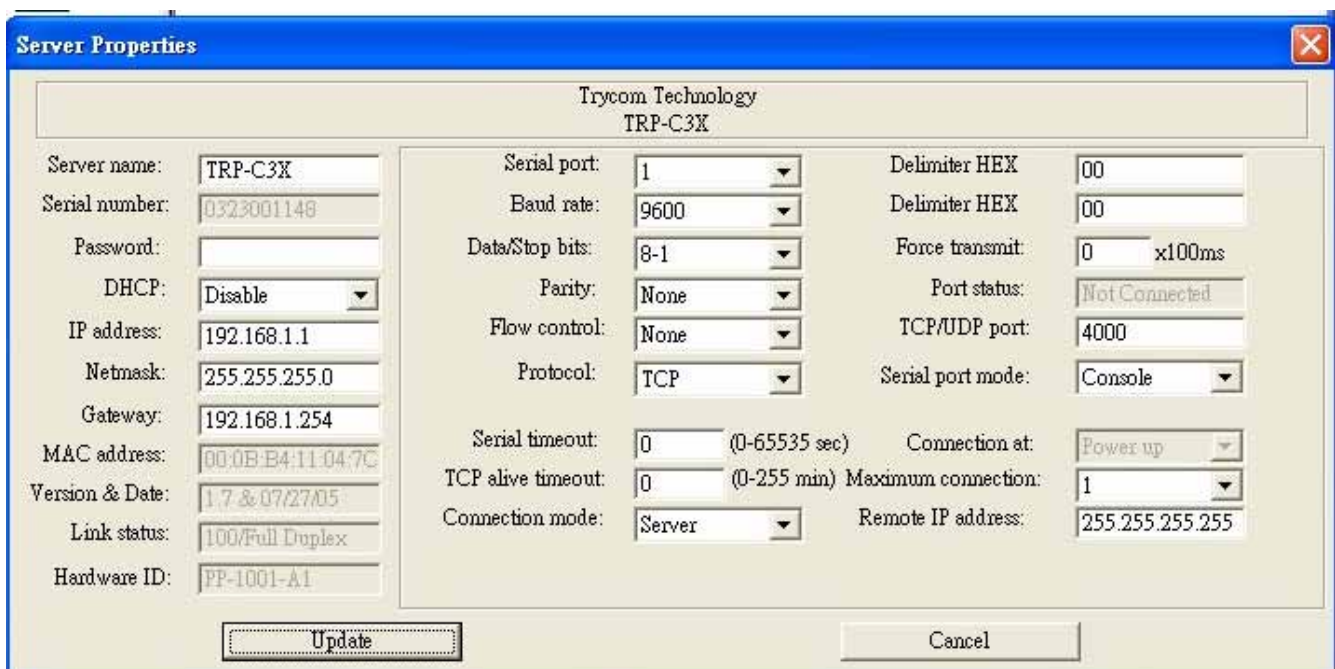 Server Properties
Trycom Technology
TRP-C3X
Server name: TRP-C3X
Serial number: 0323001148
Password:
DHCP: Disable
IP address: 192.168.1.1
Netmask: 255.255.255.0
Gateway: 192.168.1.254
MAC address: 00:0B:B4:11:04:7C
Version & Date: 1.7 & 07/27/05
Link status: 100/Full Duplex
Hardware ID: PP-1001-A1
Serial port: 1
Baud rate: 9600
Data/Stop bits: 8-1
Parity: None
Flow control: None
Protocol: TCP
Delimiter HEX 00
Delimiter HEX 00
Force transmit: 0 x100ms
Port status: Not Connected
TCP/UDP port: 4000
Serial port mode: Console
Serial timeout: 0 (0-65535 sec)
TCP alive timeout: 0 (0-255 min)
Connection mode: Server
Connection at: Power up
Maximum connection: 1
Remote IP address: 255.255.255.255
Update
Cancel